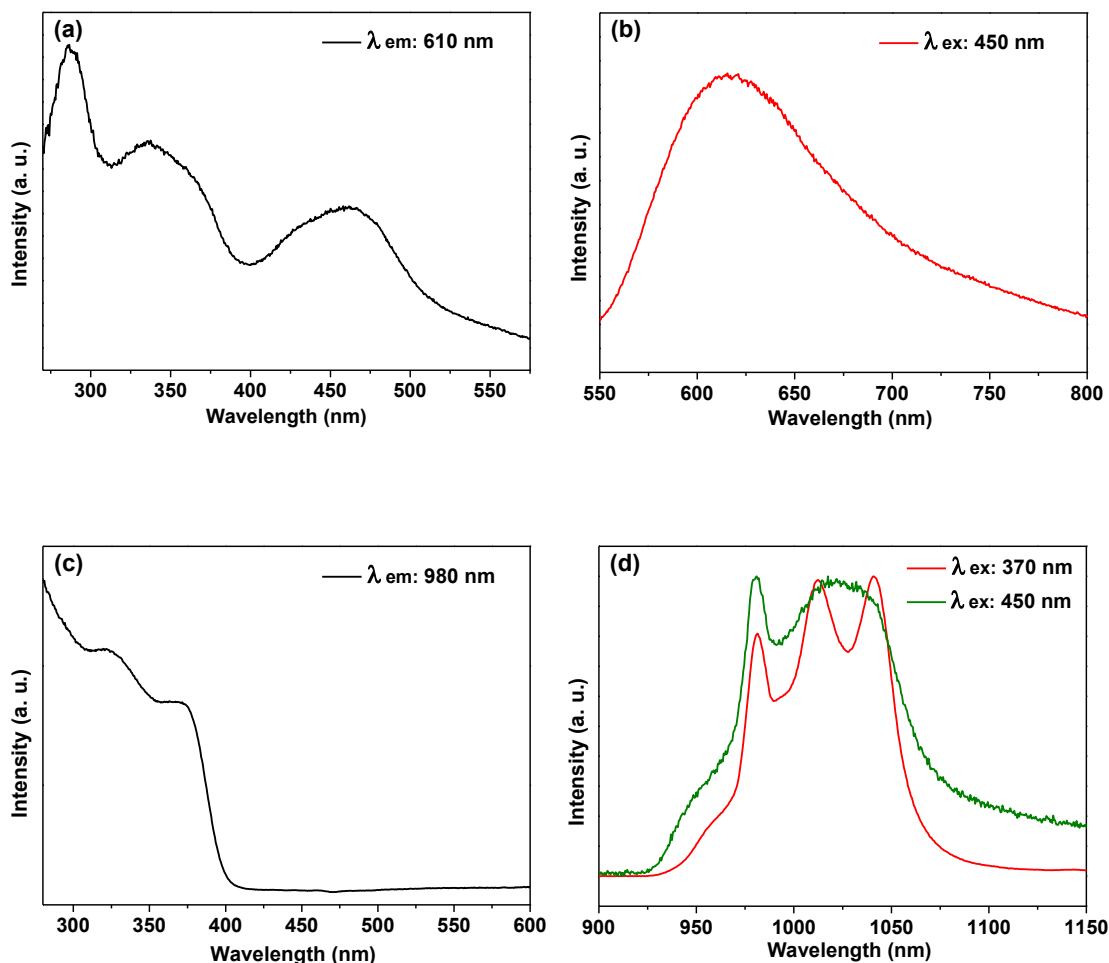 (a)
λ em: 610 nm
Intensity (a. u.)
300 350 400 450 500 550
Wavelength (nm)
(b)
λ ex: 450 nm
Intensity (a. u.)
550 600 650 700 750 800
Wavelength (nm)
(c)
λ em: 980 nm
Intensity (a. u.)
300 350 400 450 500 550 600
Wavelength (nm)
(d)
λ ex: 370 nm
λ ex: 450 nm
Intensity (a. u.)
900 950 1000 1050 1100 1150
Wavelength (nm)